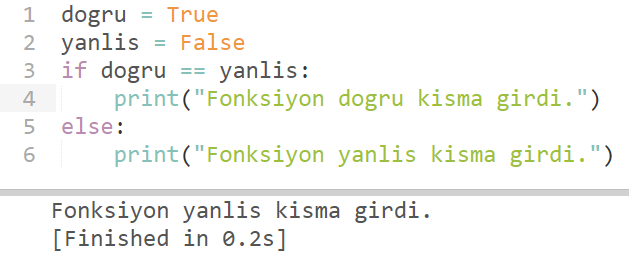 1 dogru = True
2 yanlis = False
3 if dogru == yanlis:
4     print("Fonksiyon dogru kisma girdi.")
5 else:
6     print("Fonksiyon yanlis kisma girdi.")
Fonksiyon yanlis kisma girdi.
[Finished in 0.2s]